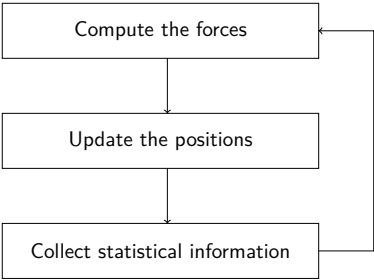 Compute the forces
Update the positions
Collect statistical information